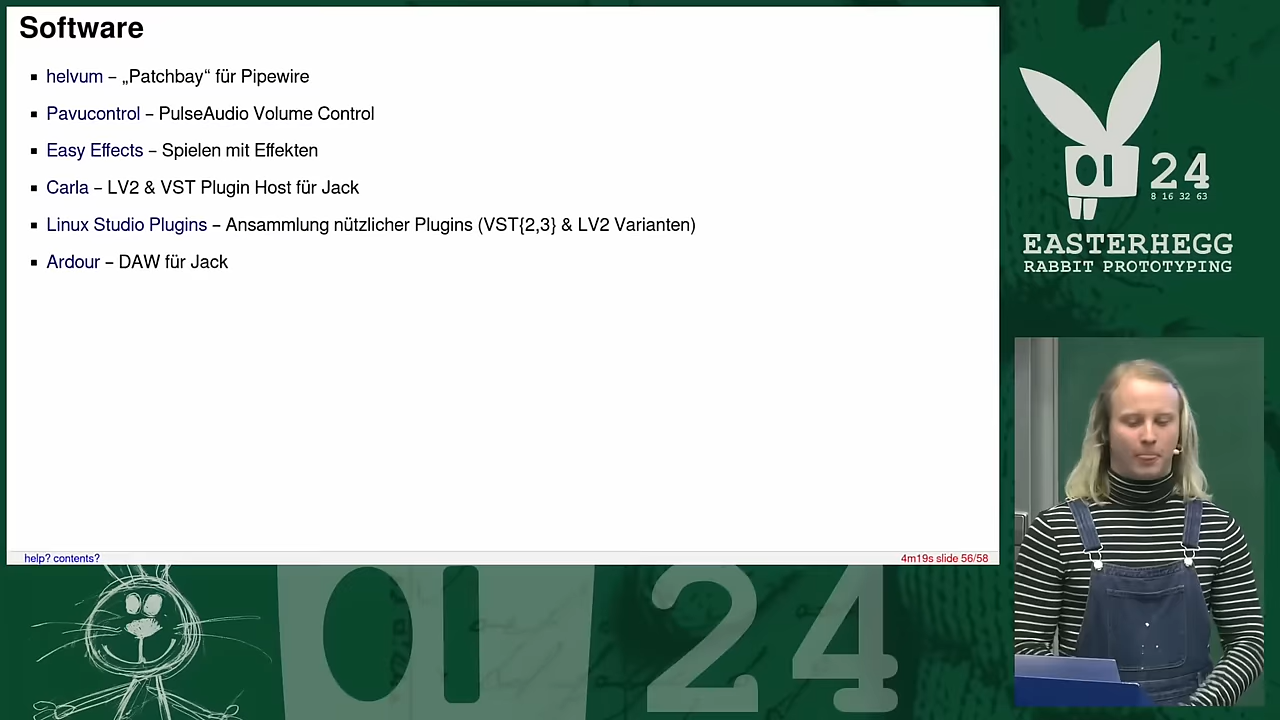 Software
▪ helvum – „Patchbay“ für Pipewire
▪ Pavucontrol – PulseAudio Volume Control
▪ Easy Effects – Spielen mit Effekten
▪ Carla – LV2 & VST Plugin Host für Jack
▪ Linux Studio Plugins – Ansammlung nützlicher Plugins (VST{2,3} & LV2 Varianten)
▪ Ardour – DAW für Jack
help? contents?
4m19s slide 56/58
24
8 16 32 63
EASTERHEGG
RABBIT PROTOTYPING
24